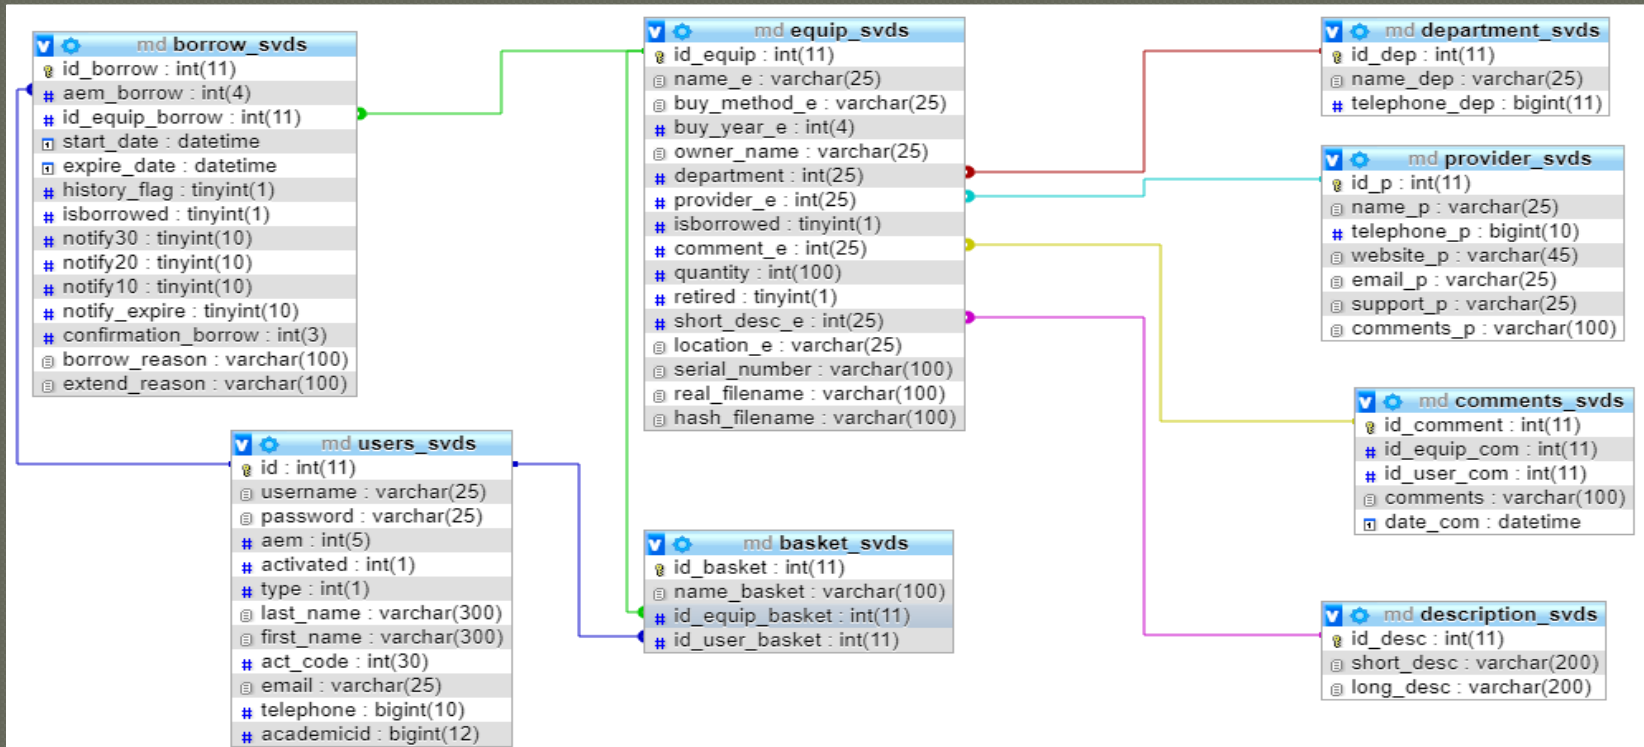 md borrow_svds
id_borrow : int(11)
aem_borrow : int(4)
id_equip_borrow : int(11)
start_date : datetime
expire_date : datetime
history_flag : tinyint(1)
isborrowed : tinyint(1)
notify30 : tinyint(10)
notify20 : tinyint(10)
notify10 : tinyint(10)
notify_expire : tinyint(10)
confirmation_borrow : int(3)
borrow_reason : varchar(100)
extend_reason : varchar(100)
md users_svds
id : int(11)
username : varchar(25)
password : varchar(25)
aem : int(5)
activated : int(1)
type : int(1)
last_name : varchar(300)
first_name : varchar(300)
act_code : int(30)
email : varchar(25)
telephone : bigint(10)
academicid : bigint(12)
md equip_svds
id_equip : int(11)
name_e : varchar(25)
buy_method_e : varchar(25)
buy_year_e : int(4)
owner_name : varchar(25)
department : int(25)
provider_e : int(25)
isborrowed : tinyint(1)
comment_e : int(25)
quantity : int(100)
retired : tinyint(1)
short_desc_e : int(25)
location_e : varchar(25)
serial_number : varchar(100)
real_filename : varchar(100)
hash_filename : varchar(100)
md basket_svds
id_basket : int(11)
name_basket : varchar(100)
id_equip_basket : int(11)
id_user_basket : int(11)
md department_svds
id_dep : int(11)
name_dep : varchar(25)
telephone_dep : bigint(11)
md provider_svds
id_p : int(11)
name_p : varchar(25)
telephone_p : bigint(10)
website_p : varchar(45)
email_p : varchar(25)
support_p : varchar(25)
comments_p : varchar(100)
md comments_svds
id_comment : int(11)
id_equip_com : int(11)
id_user_com : int(11)
comments : varchar(100)
date_com : datetime
md description_svds
id_desc : int(11)
short_desc : varchar(200)
long_desc : varchar(200)